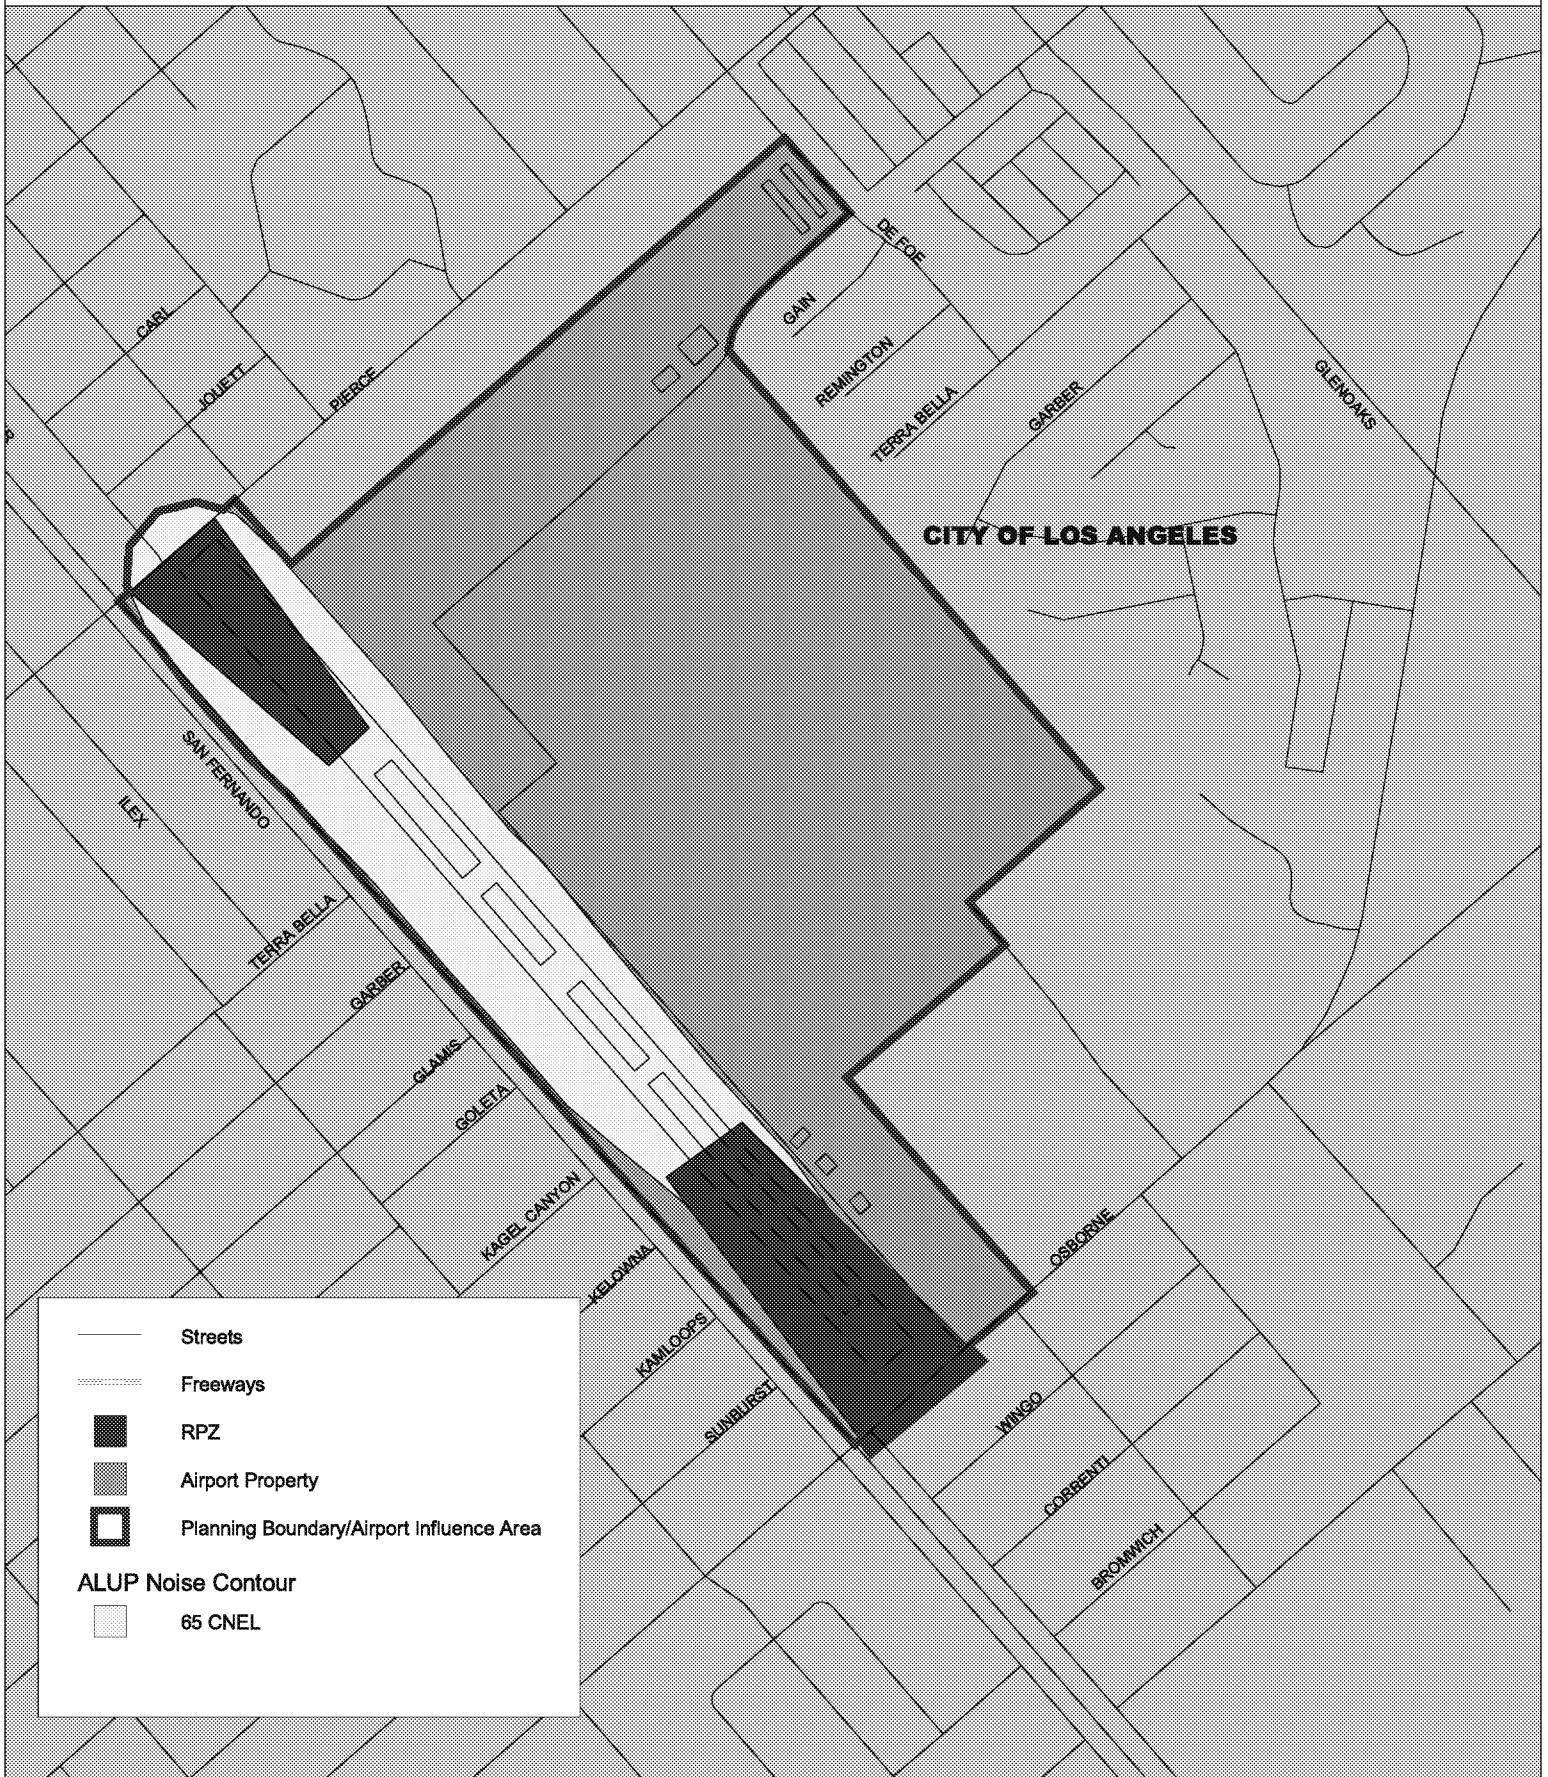 DE FOE
GAIN
CARL
REMINGTON
JOUETT
PIERCE
GLENOAKS
GARBER
TERRA BELLA
R
CITY OF LOS ANGELES
SAN FERNANDO
ILEX
TERRA BELLA
GARBER
GLAMIS
GOLETA
KAGEL CANYON
OSBORNE
KELOWNA
KAMLOOPS
SUNBURST
WINGO
CORRENTI
BROMWICH
Streets
Freeways
RPZ
Airport Property
Planning Boundary/Airport Influence Area
ALUP Noise Contour
65 CNEL